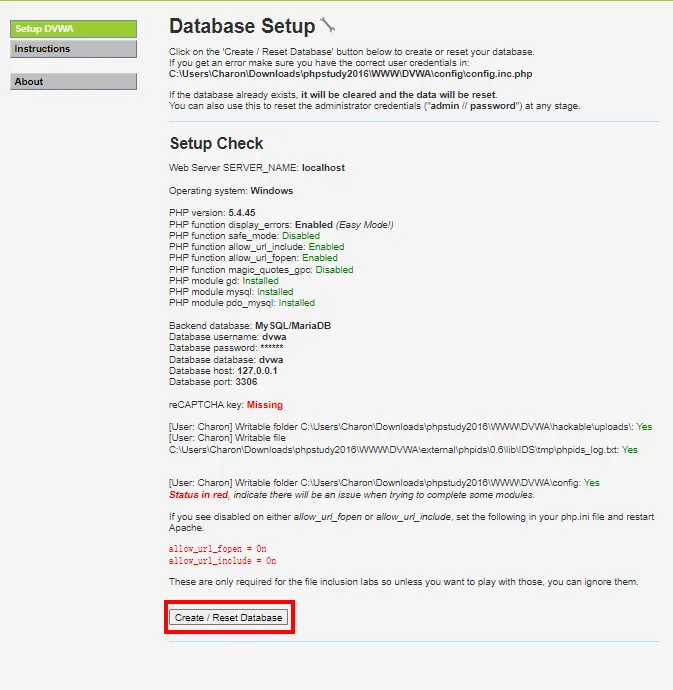 Setup DVWA
Instructions
About
Database Setup
Click on the 'Create / Reset Database' button below to create or reset your database.
If you get an error make sure you have the correct user credentials in:
C:\Users\Charon\Downloads\phpstudy2016\WWW\DVWA\config\config.inc.php
If the database already exists, it will be cleared and the data will be reset.
You can also use this to reset the administrator credentials ("admin // password") at any stage.
Setup Check
Web Server SERVER_NAME: localhost
Operating system: Windows
PHP version: 5.4.45
PHP function display_errors: Enabled (Easy Mode!)
PHP function safe_mode: Disabled
PHP function allow_url_include: Enabled
PHP function allow_url_fopen: Enabled
PHP function magic_quotes_gpc: Disabled
PHP module gd: Installed
PHP module mysql: Installed
PHP module pdo_mysql: Installed
Backend database: MySQL/MariaDB
Database username: dvwa
Database password: ******
Database database: dvwa
Database host: 127.0.0.1
Database port: 3306
reCAPTCHA key: Missing
[User: Charon] Writable folder C:\Users\Charon\Downloads\phpstudy2016\WWW\DVWA\hackable\uploads\: Yes
[User: Charon] Writable file
C:\Users\Charon\Downloads\phpstudy2016\WWW\DVWA\external\phpids\0.6\lib\IDS\tmp\phpids_log.txt: Yes
[User: Charon] Writable folder C:\Users\Charon\Downloads\phpstudy2016\WWW\DVWA\config: Yes
Status in red, indicate there will be an issue when trying to complete some modules.
If you see disabled on either allow_url_fopen or allow_url_include, set the following in your php.ini file and restart
Apache.
allow_url_fopen = On
allow_url_include = On
These are only required for the file inclusion labs so unless you want to play with those, you can ignore them.
Create / Reset Database